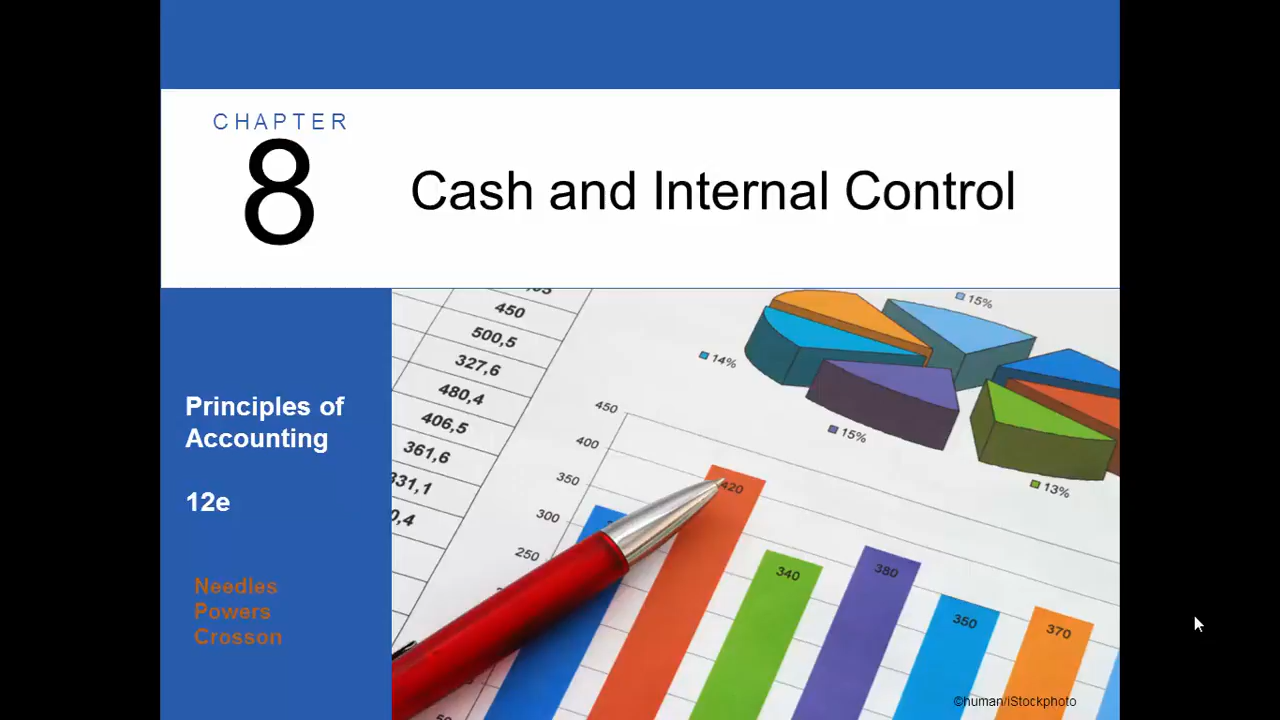 CHAPTER
8
Cash and Internal Control
Principles of
Accounting
12e
Needles
Powers
Crosson
450
500,5
327,6
480,4
406,5
361,6
331,1
15%
14%
15%
13%
450
400
350
300
250
420
340
380
350
370
©human/iStockphoto